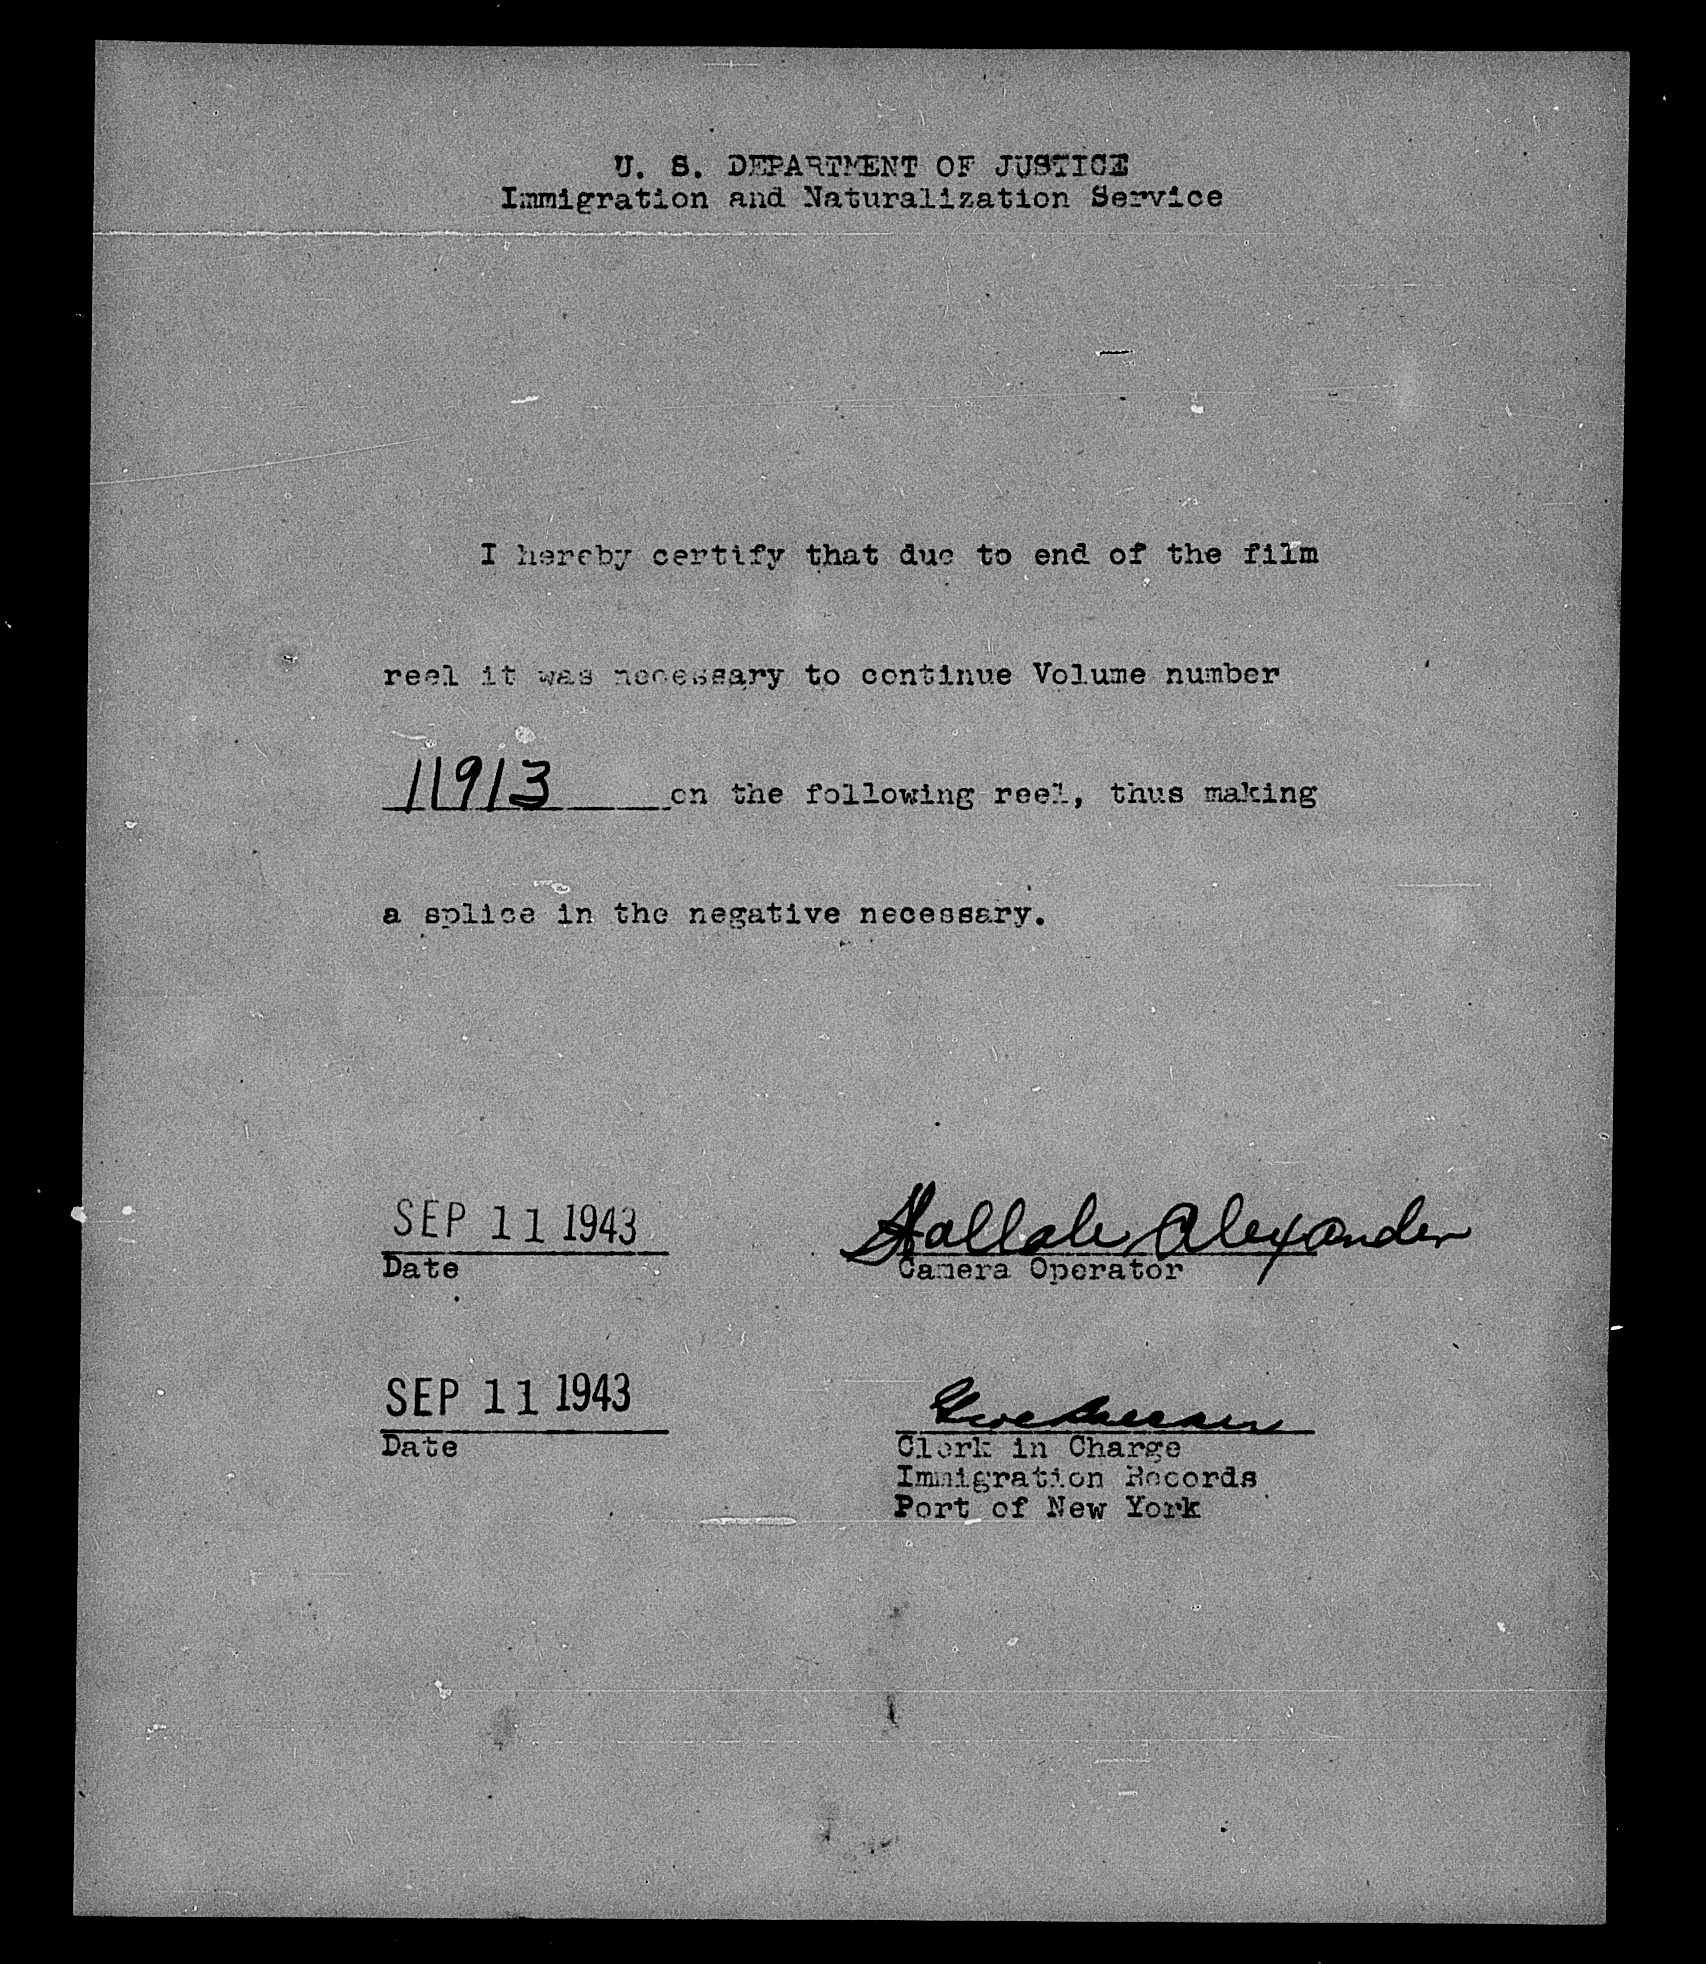 U. S. DEPARTMENT OF JUSTICE
Immigration and Naturalization Service
I hereby certify that due to end of the film
reel it was necessary to continue Volume number
11913 on the following reel, thus making
a splice in the negative necessary.
SEP 11 1943
Date
Alexander
Camera Operator
SEP 11 1943
Date
Clerk in Charge
Immigration Records
Port of New York